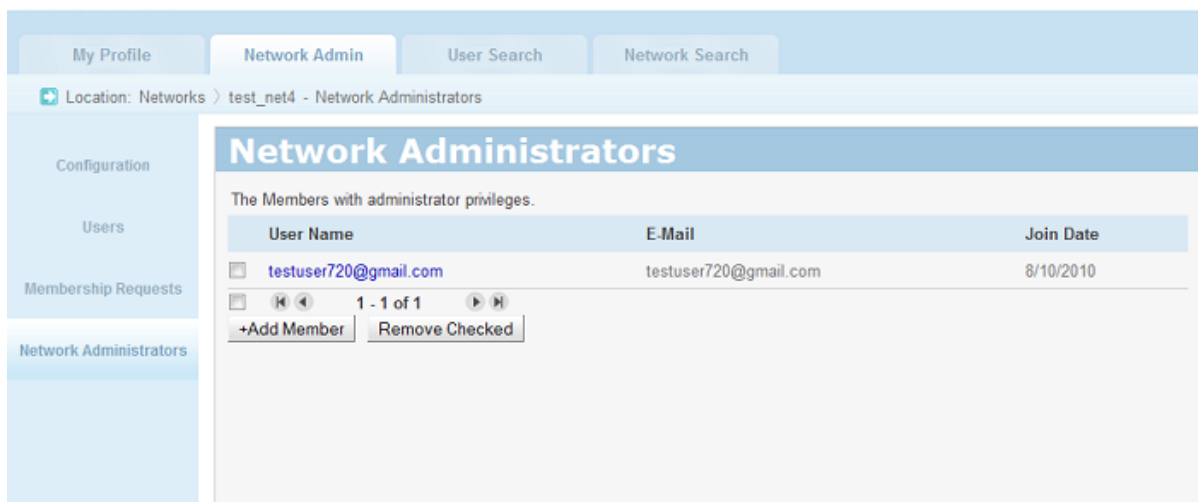 My Profile Network Admin User Search Network Search
Location: Networks > test_net4 - Network Administrators
Configuration
Users
Membership Requests
Network Administrators
Network Administrators
The Members with administrator privileges.
User Name E-Mail Join Date
testuser720@gmail.com testuser720@gmail.com 8/10/2010
1 - 1 of 1
+Add Member Remove Checked